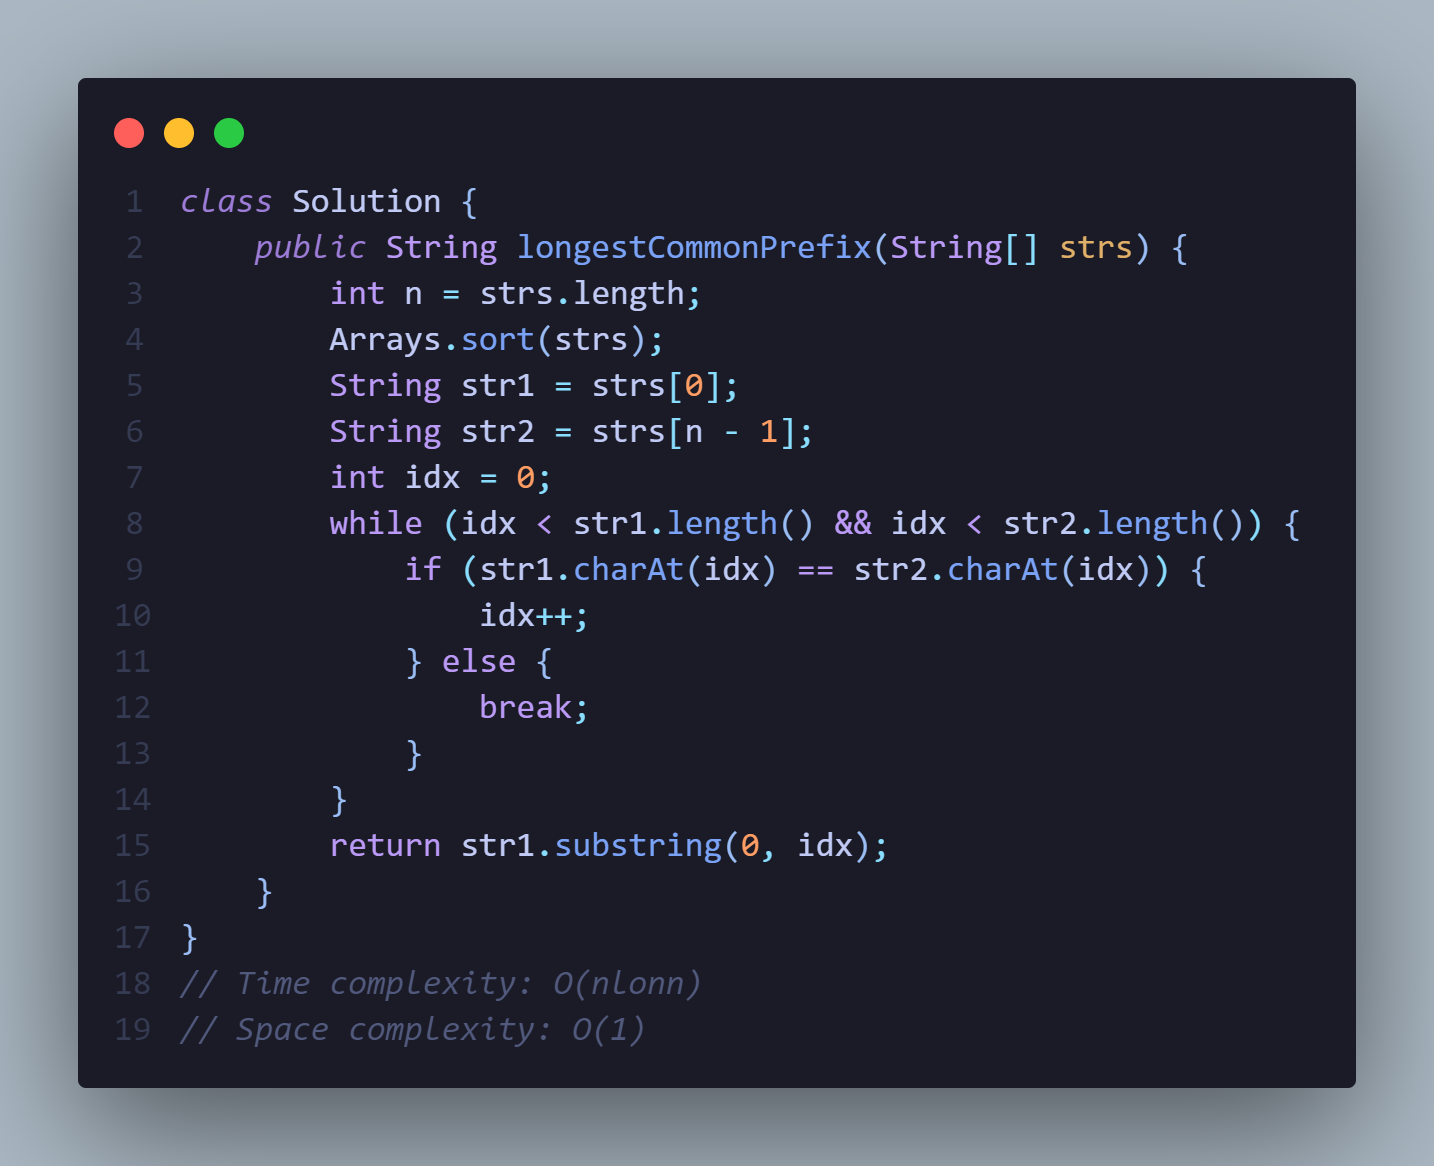 1 class Solution {
2     public String longestCommonPrefix(String[] strs) {
3         int n = strs.length;
4         Arrays.sort(strs);
5         String str1 = strs[0];
6         String str2 = strs[n - 1];
7         int idx = 0;
8         while (idx < str1.length() && idx < str2.length()) {
9             if (str1.charAt(idx) == str2.charAt(idx)) {
10                 idx++;
11             } else {
12                 break;
13             }
14         }
15         return str1.substring(0, idx);
16     }
17 }
18 // Time complexity: O(nlonn)
19 // Space complexity: O(1)